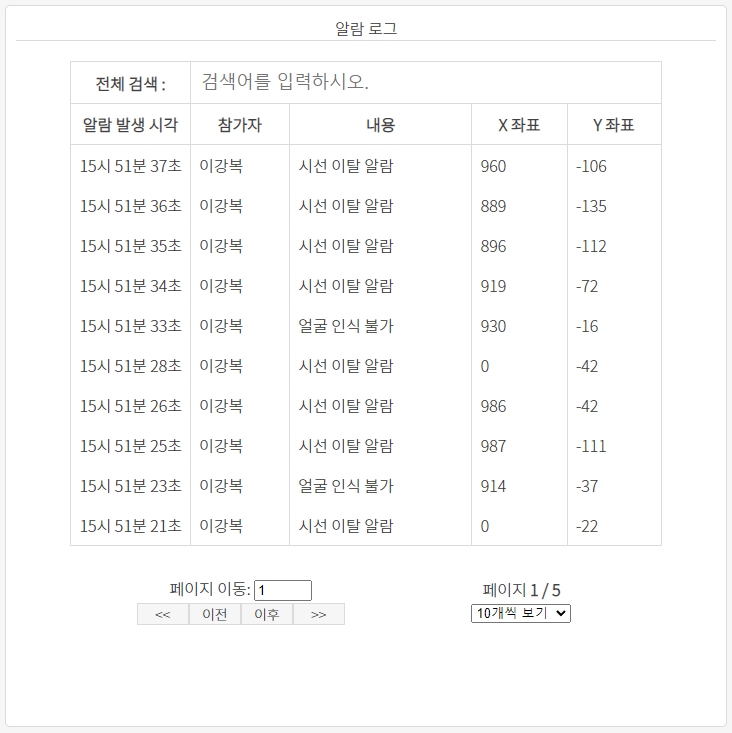 알람 로그
전체 검색 : 검색어를 입력하시오.
알람 발생 시각 참가자 내용 X 좌표 Y 좌표
15시 51분 37초 이강복 시선 이탈 알람 960 -106
15시 51분 36초 이강복 시선 이탈 알람 889 -135
15시 51분 35초 이강복 시선 이탈 알람 896 -112
15시 51분 34초 이강복 시선 이탈 알람 919 -72
15시 51분 33초 이강복 얼굴 인식 불가 930 -16
15시 51분 28초 이강복 시선 이탈 알람 0 -42
15시 51분 26초 이강복 시선 이탈 알람 986 -42
15시 51분 25초 이강복 시선 이탈 알람 987 -111
15시 51분 23초 이강복 얼굴 인식 불가 914 -37
15시 51분 21초 이강복 시선 이탈 알람 0 -22
페이지 이동: 1 페이지 1 / 5
<< 이전 이후 >> 10개씩 보기